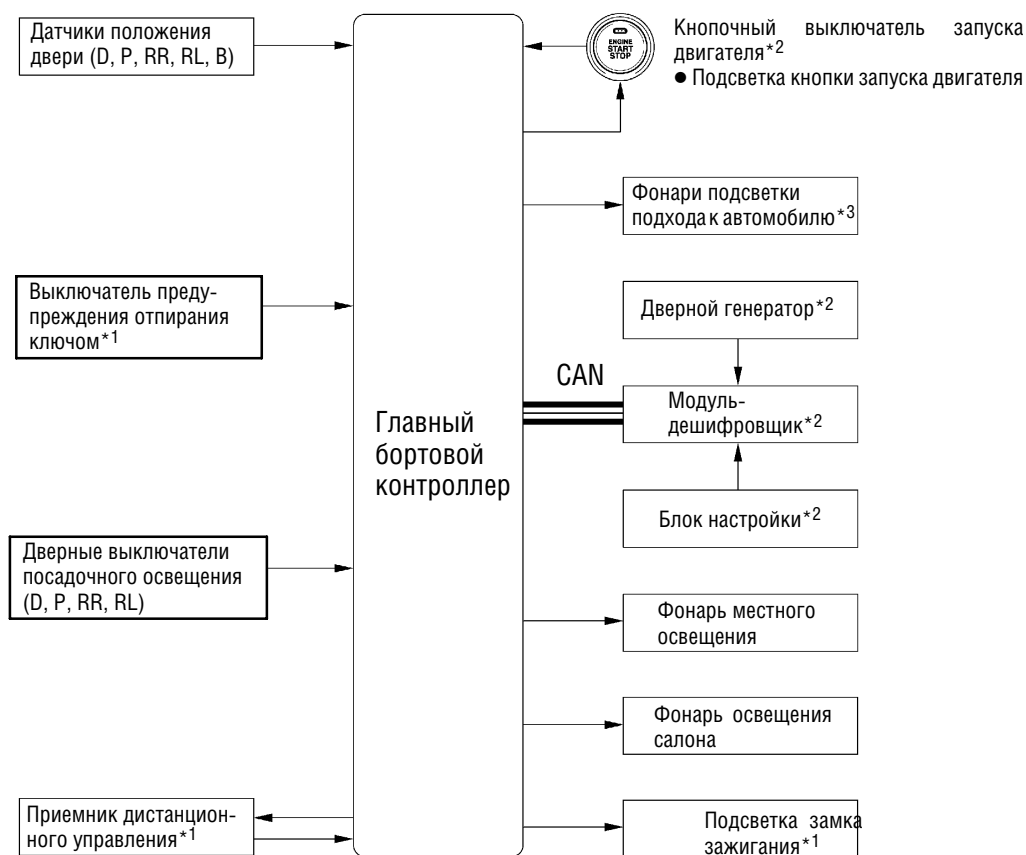 Датчики положения
двери (D, P, RR, RL, B)
ENGINE
START
STOP
Кнопочный выключатель запуска
двигателя*2
● Подсветка кнопки запуска двигателя
Фонари подсветки
подхода к автомобилю*3
Выключатель преду-
преждения отпирания
ключом*1
Дверной генератор*2
CAN
Модуль-
дешифровщик*2
Главный
бортовой
контроллер
Блок настройки*2
Дверные выключатели
посадочного освещения
(D, P, RR, RL)
Фонарь местного
освещения
Фонарь освещения
салона
Приемник дистанцион-
ного управления*1
Подсветка замка
зажигания*1